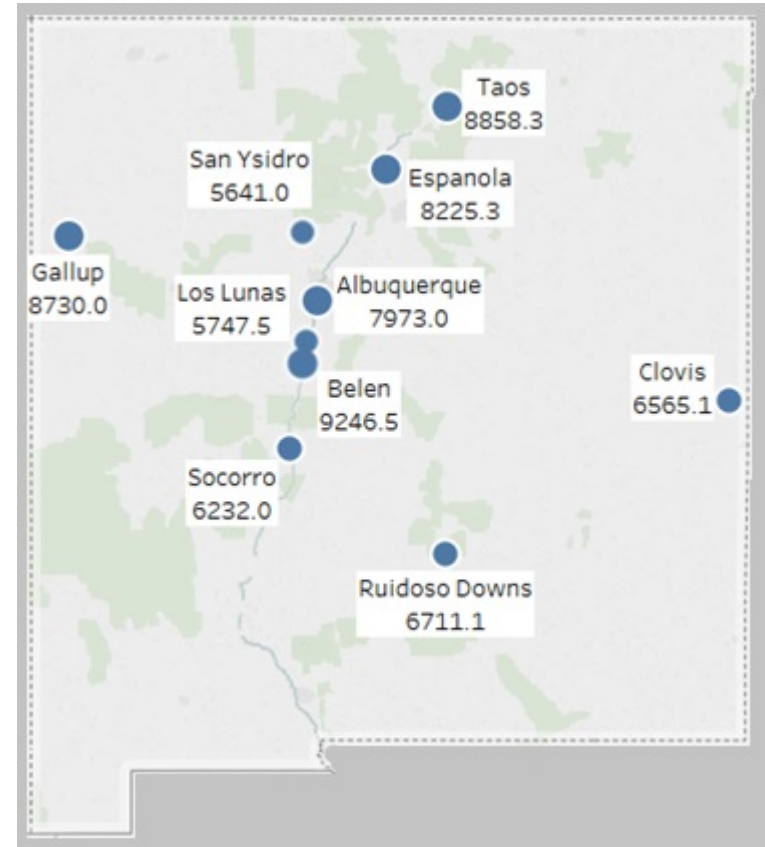 Taos
8858.3
San Ysidro
5641.0
Espanola
8225.3
Gallup
8730.0
Los Lunas
5747.5
Albuquerque
7973.0
Belen
9246.5
Clovis
6565.1
Socorro
6232.0
Ruidoso Downs
6711.1